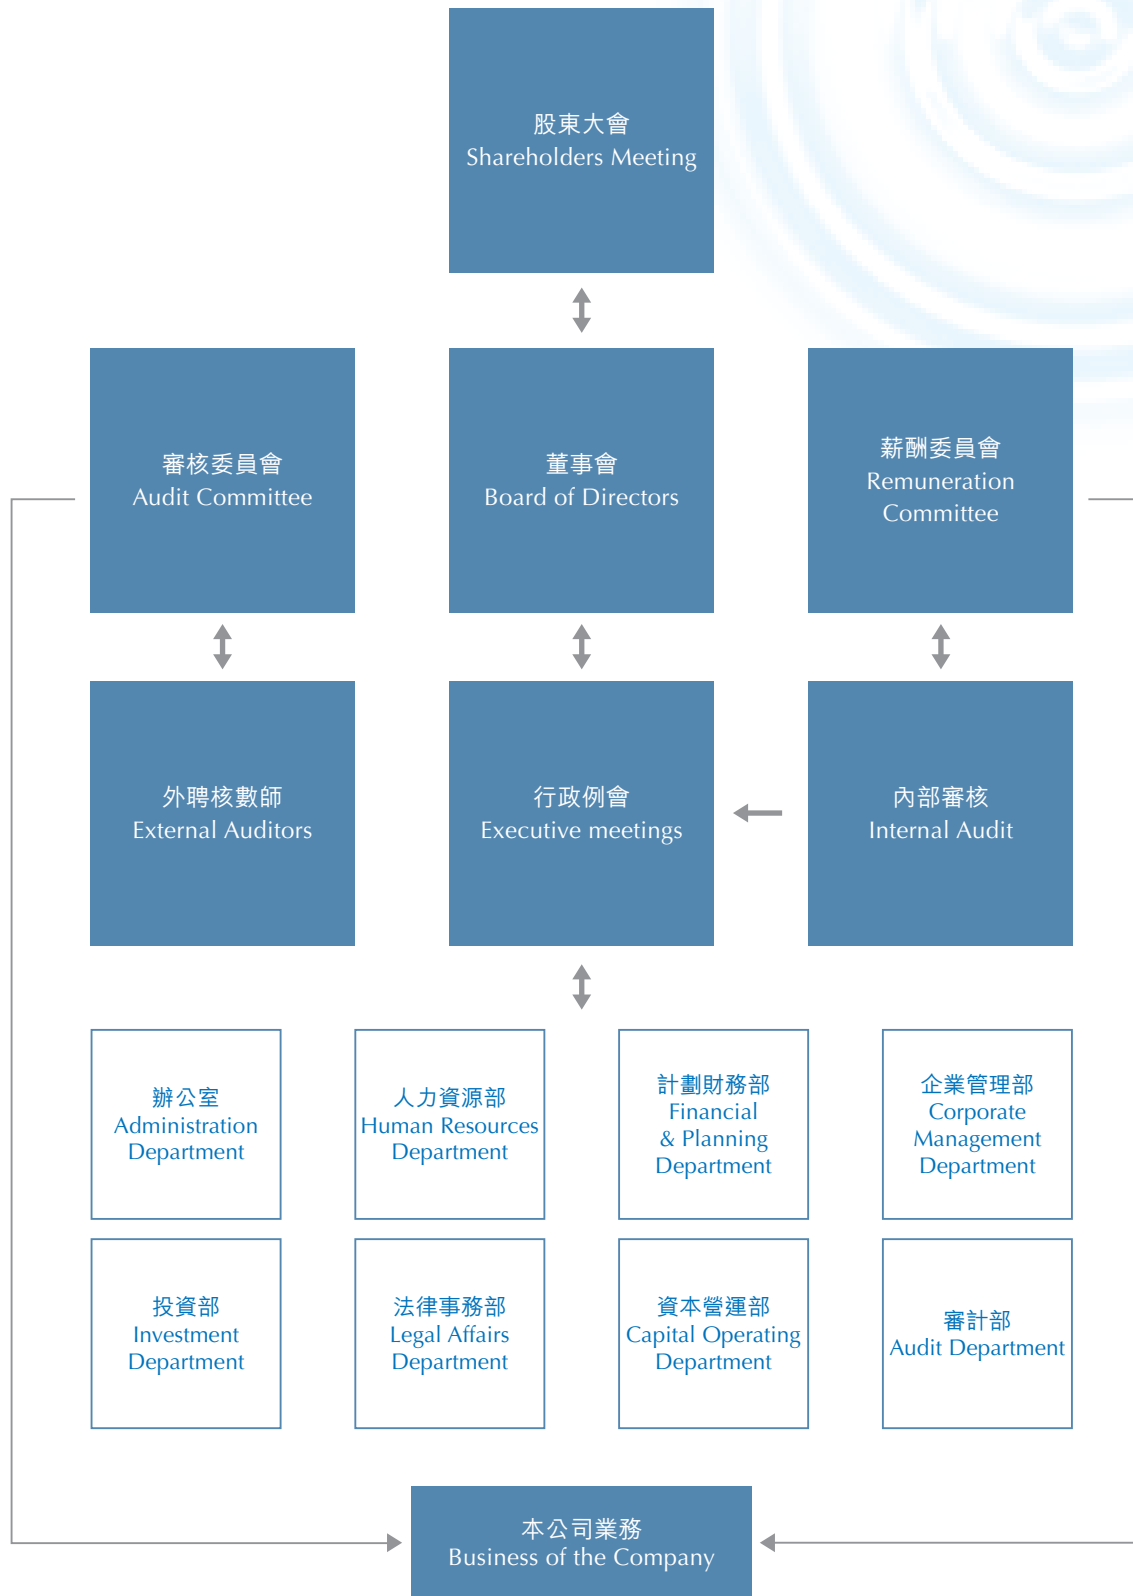 股東大會
Shareholders Meeting
審核委員會
Audit Committee
董事會
Board of Directors
薪酬委員會
Remuneration
Committee
外聘核數師
External Auditors
行政例會
Executive meetings
內部審核
Internal Audit
辦公室
Administration
Department
人力資源部
Human Resources
Department
計劃財務部
Financial
& Planning
Department
企業管理部
Corporate
Management
Department
投資部
Investment
Department
法律事務部
Legal Affairs
Department
資本營運部
Capital Operating
Department
審計部
Audit Department
本公司業務
Business of the Company